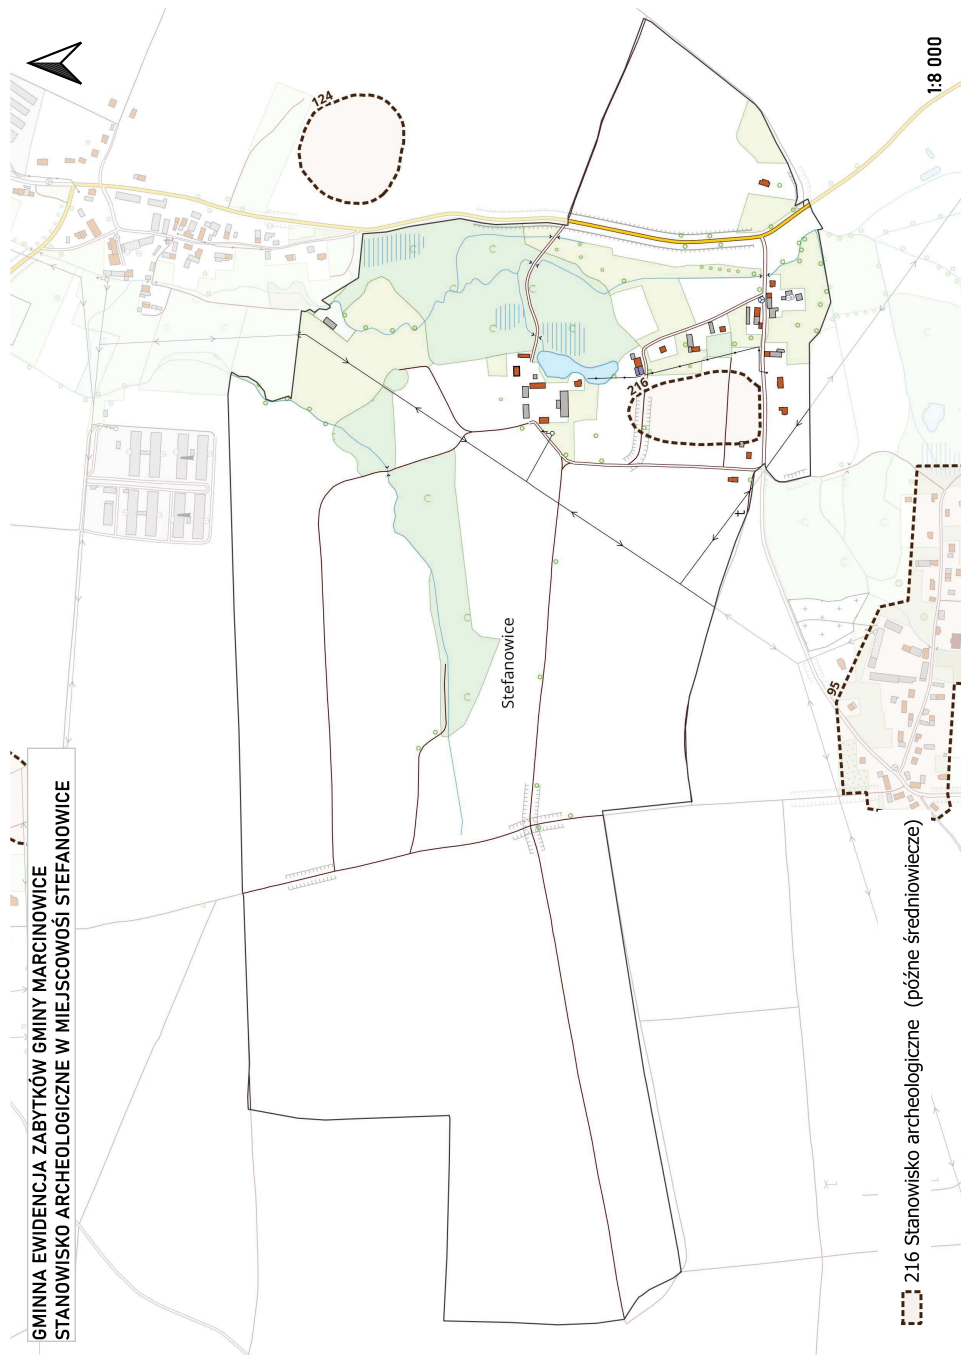 GMINNA EWIDENCJA ZABYTKÓW GMINY MARCINOWICE
STANOWISKO ARCHEOLOGICZNE W MIEJSCOWOŚI STEFANOWICE
124
216
Stefanowice
t
95
216 Stanowisko archeologiczne (późne średniowiecze)
1:8 000